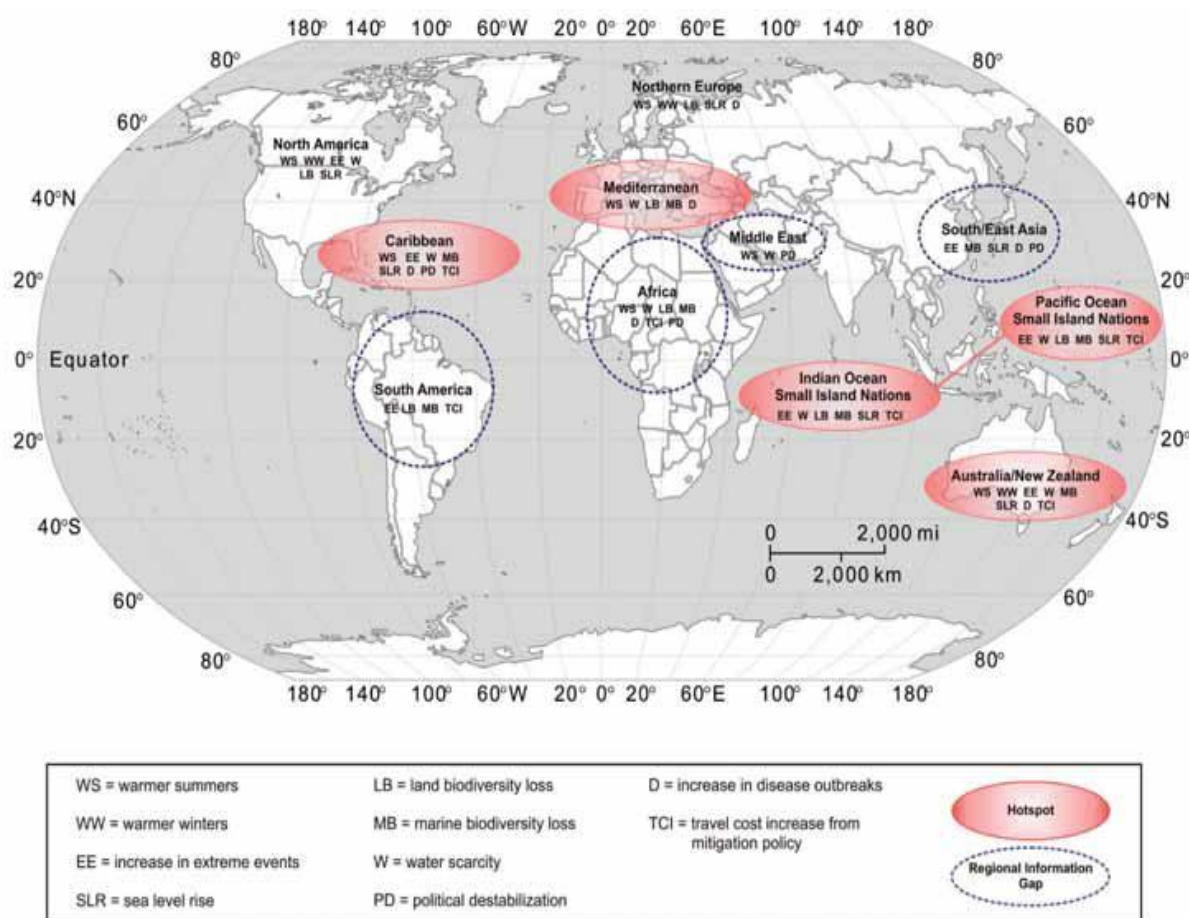 180° 140° 100° 60°W 20° 0° 20° 60°E 100° 140° 180°
80° 80°
Northern Europe
WS WW LB SLR D
60° 60°
North America
WS WW EE W
LB SLR
Mediterranean
WS W LB MB D
40°N 40°N
South/East Asia
EE MB SLR D PD
Middle East
WS W PD
Caribbean
WS EE W MB
SLR D PD TCI
20° 20°
Africa
WS W LB MB
D TCI PD
Pacific Ocean
Small Island Nations
EE W LB MB SLR TCI
0° Equator 0°
Indian Ocean
Small Island Nations
EE W LB MB SLR TCI
South America
EE LB MB TCI
20° 20°
Australia/New Zealand
WS WW EE W MB
SLR D TCI
40°S 40°S
0 2,000 mi
0 2,000 km
60° 60°
80° 80°
180° 140° 100° 60°W 20° 0° 20° 60°E 100° 140° 180°
WS = warmer summers
WW = warmer winters
EE = increase in extreme events
SLR = sea level rise
LB = land biodiversity loss
MB = marine biodiversity loss
W = water scarcity
PD = political destabilization
D = increase in disease outbreaks
TCI = travel cost increase from
mitigation policy
Hotspot
Regional Information
Gap